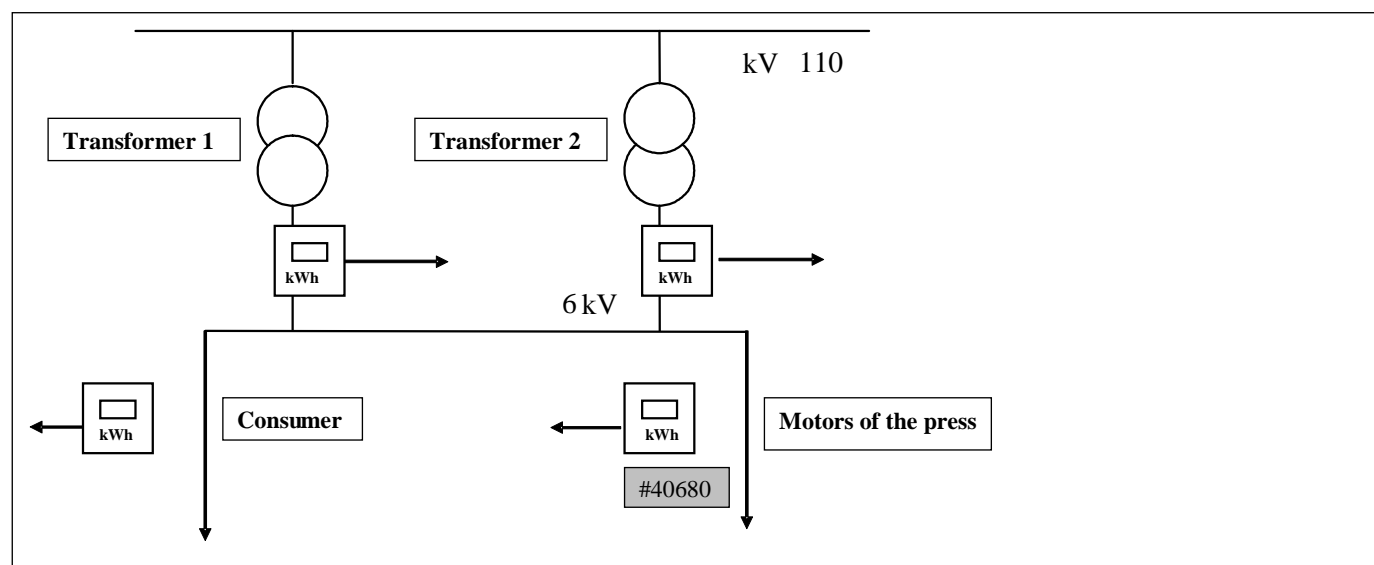 kV 110
Transformer 1
Transformer 2
kWh
kWh
6 kV
kWh
Consumer
kWh
Motors of the press
#40680